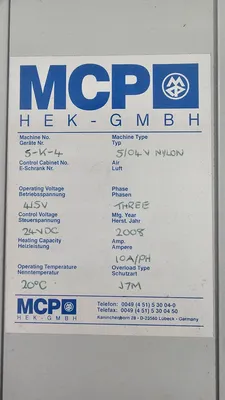 MCP
HEK-GMBH
Machine No. Machine Type
Geräte Nr. Typ
5-K-4 5/04 V NYLON
Control Cabinet No. Air
E-Schrank Nr. Luft
Operating Voltage Phase
Betriebsspannung Phasen
415V THREE
Control Voltage Mfg. Year
Steuerspannung Herst. Jahr
24VDC 2008
Heating Capacity Amp.
Heizleistung Ampere
10A/PH
Operating Temperature Overload Type
Nenntemperatur Schutzart
20°C J7M
MCP Telefon: 0049 (4 51) 5 30 04-0
HEK-GMBH Telefax: 0049 (4 51) 5 30 04 50
Kaninchenborn 28 - D-23560 Lübeck - Germany